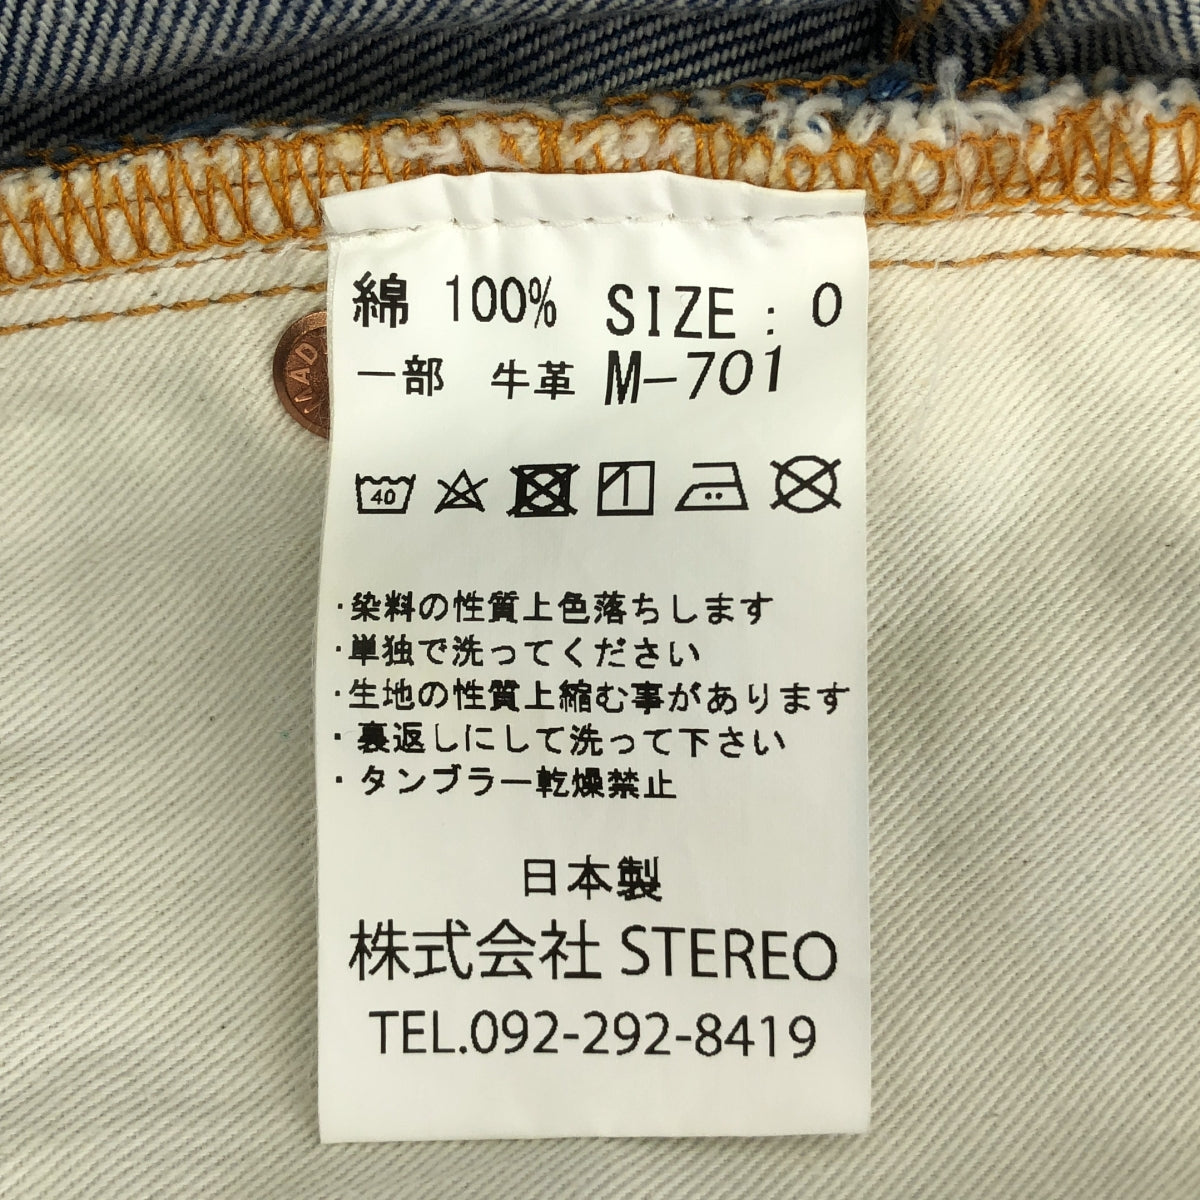 綿 100% SIZE : 0
一部 牛革 M-701
40
・染料の性質上色落ちします
・単独で洗ってください
・生地の性質上縮む事があります
・裏返しにして洗って下さい
・タンブラー乾燥禁止
日本製
株式会社 STEREO
TEL.092-292-8419